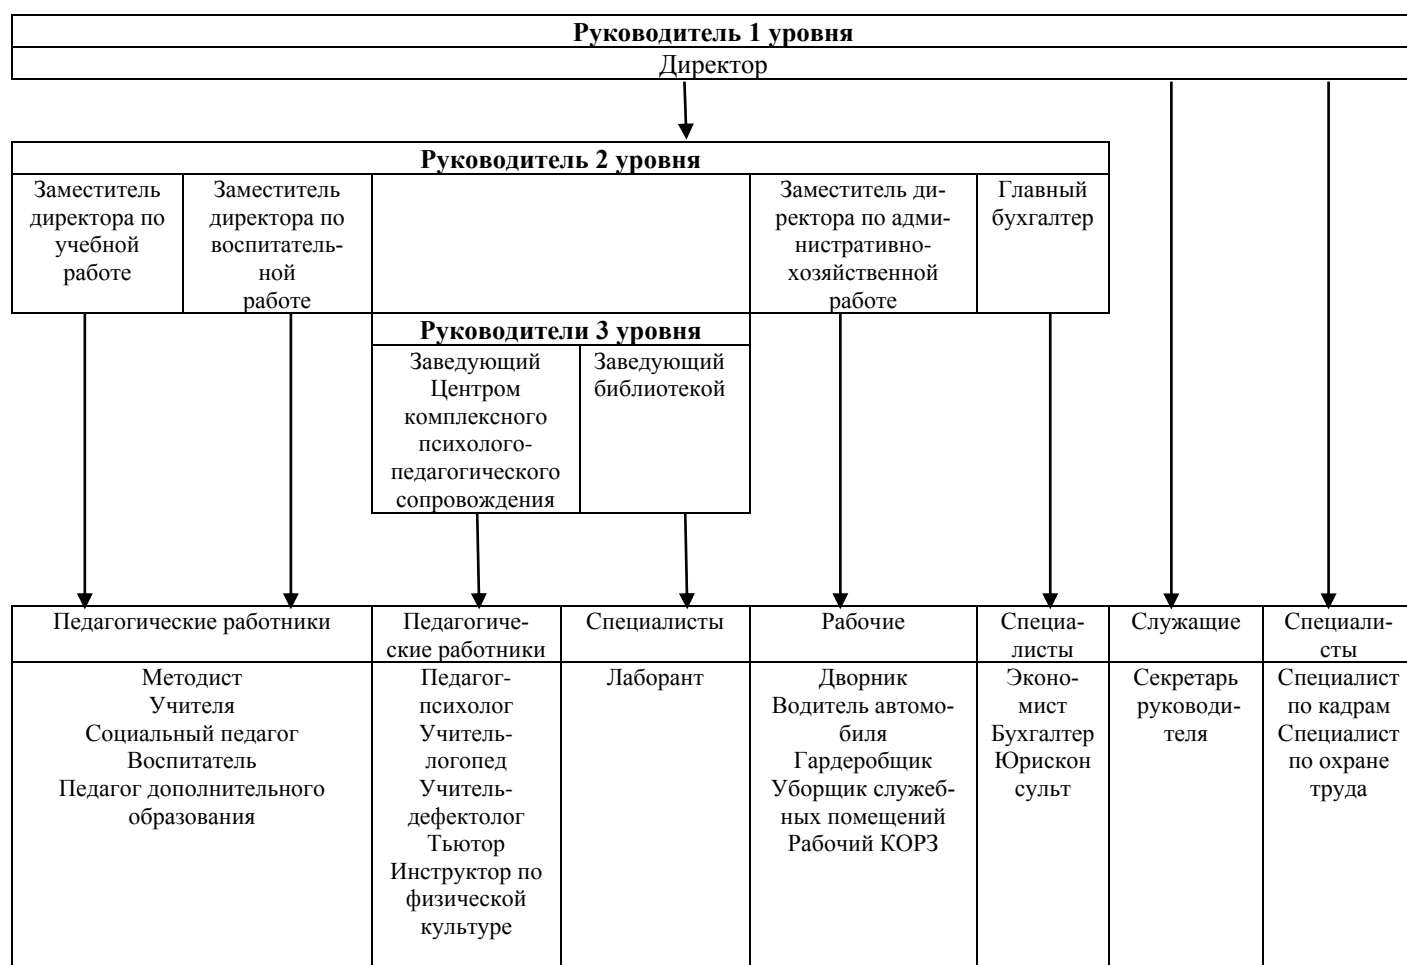 Руководитель 1 уровня
Директор
Руководитель 2 уровня
Заместитель
директора по
учебной
работе
Заместитель
директора по
воспитатель-
ной
работе
Заместитель ди-
ректора по адми-
нистративно-
хозяйственной
работе
Главный
бухгалтер
Руководители 3 уровня
Заведующий
Центром
комплексного
психолого-
педагогического
сопровождения
Заведующий
библиотекой
Педагогические работники
Методист
Учителя
Социальный педагог
Воспитатель
Педагог дополнительного
образования
Педагогиче-
ские работники
Педагог-
психолог
Учитель-
логопед
Учитель-
дефектолог
Тьютор
Инструктор по
физической
культуре
Специалисты
Лаборант
Рабочие
Дворник
Водитель автомо-
биля
Гардеробщик
Уборщик служеб-
ных помещений
Рабочий КОРЗ
Специа-
листы
Эконо-
мист
Бухгалтер
Юрискон
сульт
Служащие
Секретарь
руководи-
теля
Специали-
сты
Специалист
по кадрам
Специалист
по охране
труда